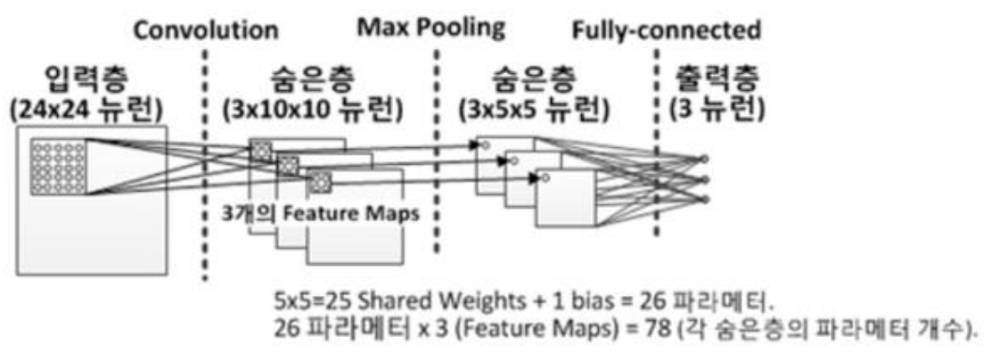 Convolution
Max Pooling
Fully-connected
입력층
(24x24 뉴런)
숨은층
(3x10x10 뉴런)
숨은층
(3x5x5 뉴런)
출력층
(3 뉴런)
3개의 Feature Maps
5x5=25 Shared Weights + 1 bias = 26 파라메터.
26 파라메터 x 3 (Feature Maps) = 78 (각 숨은층의 파라메터 개수).